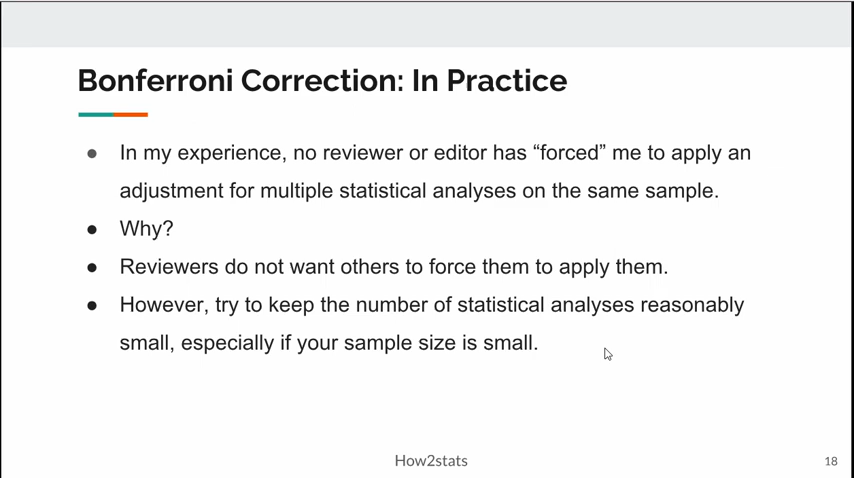 Bonferroni Correction: In Practice
● In my experience, no reviewer or editor has “forced” me to apply an
adjustment for multiple statistical analyses on the same sample.
● Why?
● Reviewers do not want others to force them to apply them.
● However, try to keep the number of statistical analyses reasonably
small, especially if your sample size is small.
How2stats
18